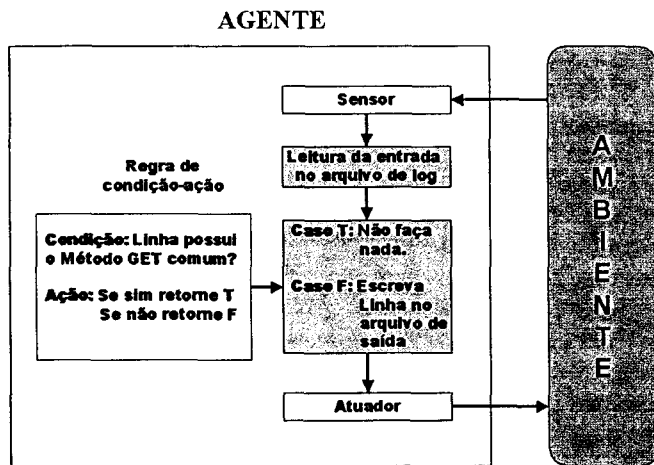 AGENTE
Sensor
Leitura da entrada
no arquivo de log
Regra de
condição-ação
Condição: Linha possui
o Método GET comum?
Ação: Se sim retorne T
Se não retorne F
Case T: Não faça
nada.
Case F: Escreva
Linha no
arquivo de
saída
Atuador
AMBIENTE